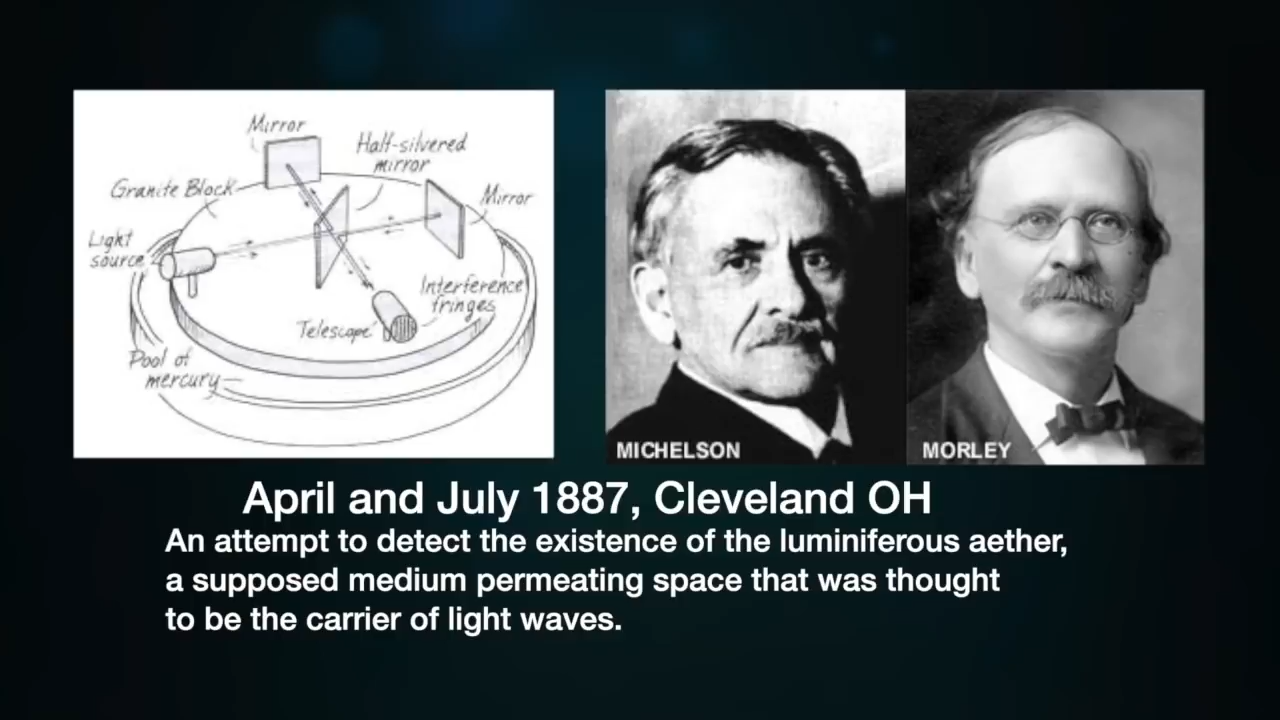 Mirror
Half-silvered
mirror
Granite Block
Mirror
Light
source
Interference
fringes
Telescope
Pool of
mercury
MICHELSON
MORLEY
April and July 1887, Cleveland OH
An attempt to detect the existence of the luminiferous aether,
a supposed medium permeating space that was thought
to be the carrier of light waves.